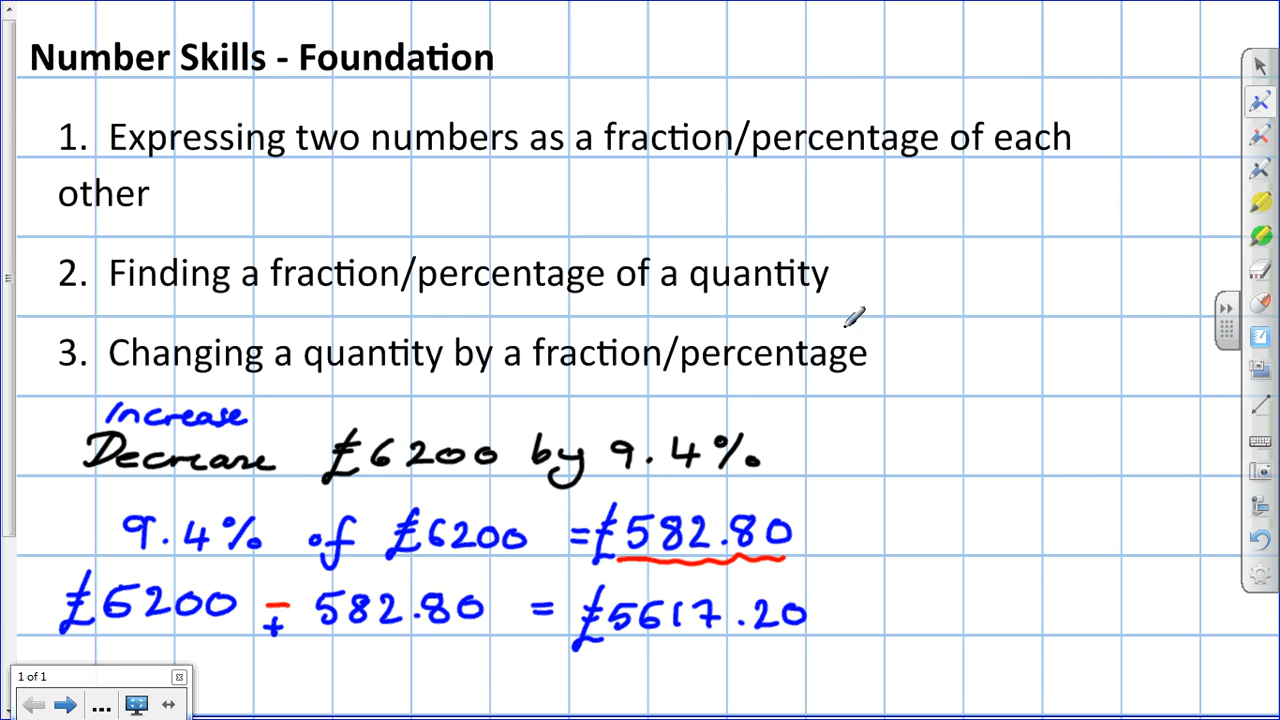 Number Skills - Foundation
1. Expressing two numbers as a fraction/percentage of each
other
2. Finding a fraction/percentage of a quantity
3. Changing a quantity by a fraction/percentage
Increase
Decrease £6200 by 9.4%
9.4% of £6200 = £582.80
£6200 − + 582.80 = £5617.20
1 of 1